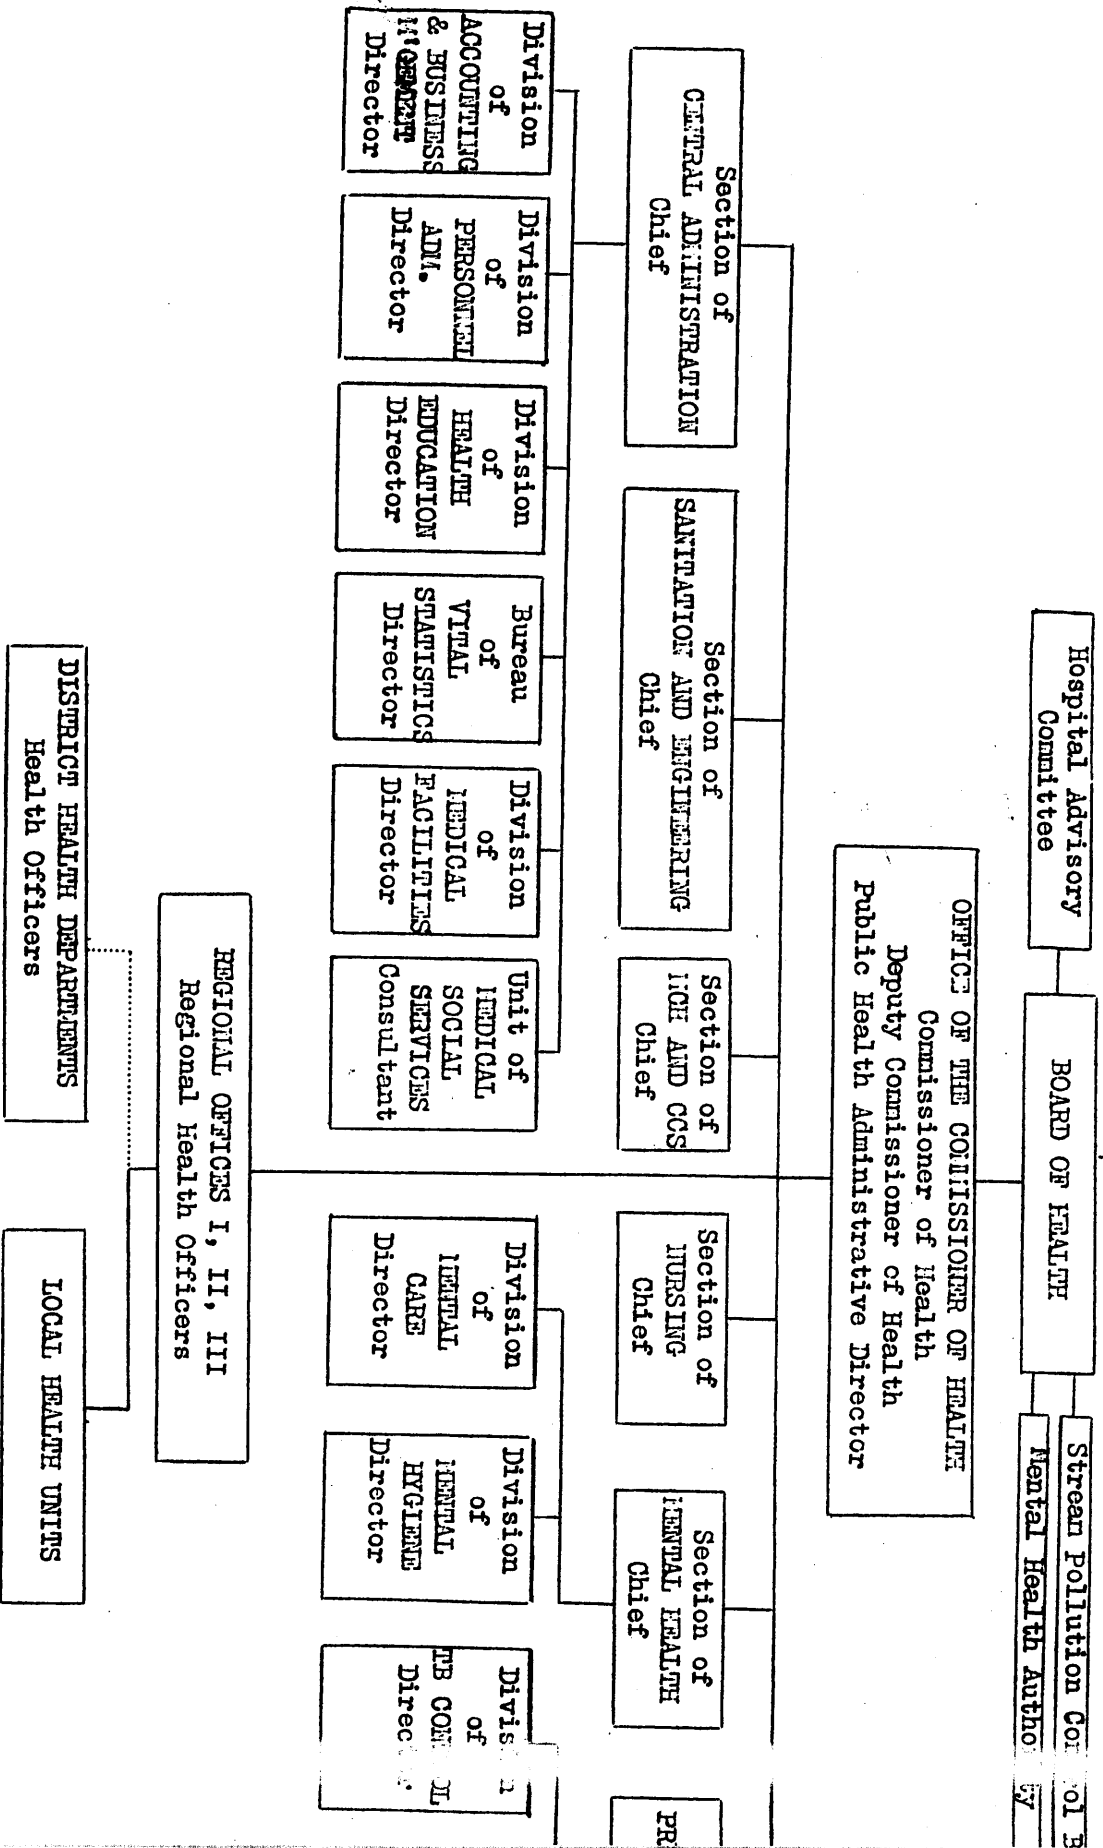 Hospital Advisory
Committee
BOARD OF HEALTH
Stream Pollution
Mental Health
OFFICE OF THE COMMISSIONER OF HEALTH
Commissioner of Health
Deputy Commissioner of Health
Public Health Administrative Director
Section of
CENTRAL ADMINISTRATION
Chief
Section of
SANITATION AND ENGINEERING
Chief
Section of
MCH AND CCS
Chief
Section of
NURSING
Chief
Section of
MENTAL HEALTH
Chief
PR
Division
of
ACCOUNTING
& BUSINESS
M'GEMENT
Director
Division
of
PERSONNEL
ADM.
Director
Division
of
HEALTH
EDUCATION
Director
Bureau
of
VITAL
STATISTICS
Director
Division
of
MEDICAL
FACILITIES
Director
Unit of
MEDICAL
SOCIAL
SERVICES
Consultant
Division
of
MENTAL
CARE
Director
Division
of
MENTAL
HYGIENE
Director
of
TB
REGIONAL OFFICES I, II, III
Regional Health Officers
DISTRICT HEALTH DEPARTMENTS
Health Officers
LOCAL HEALTH UNITS